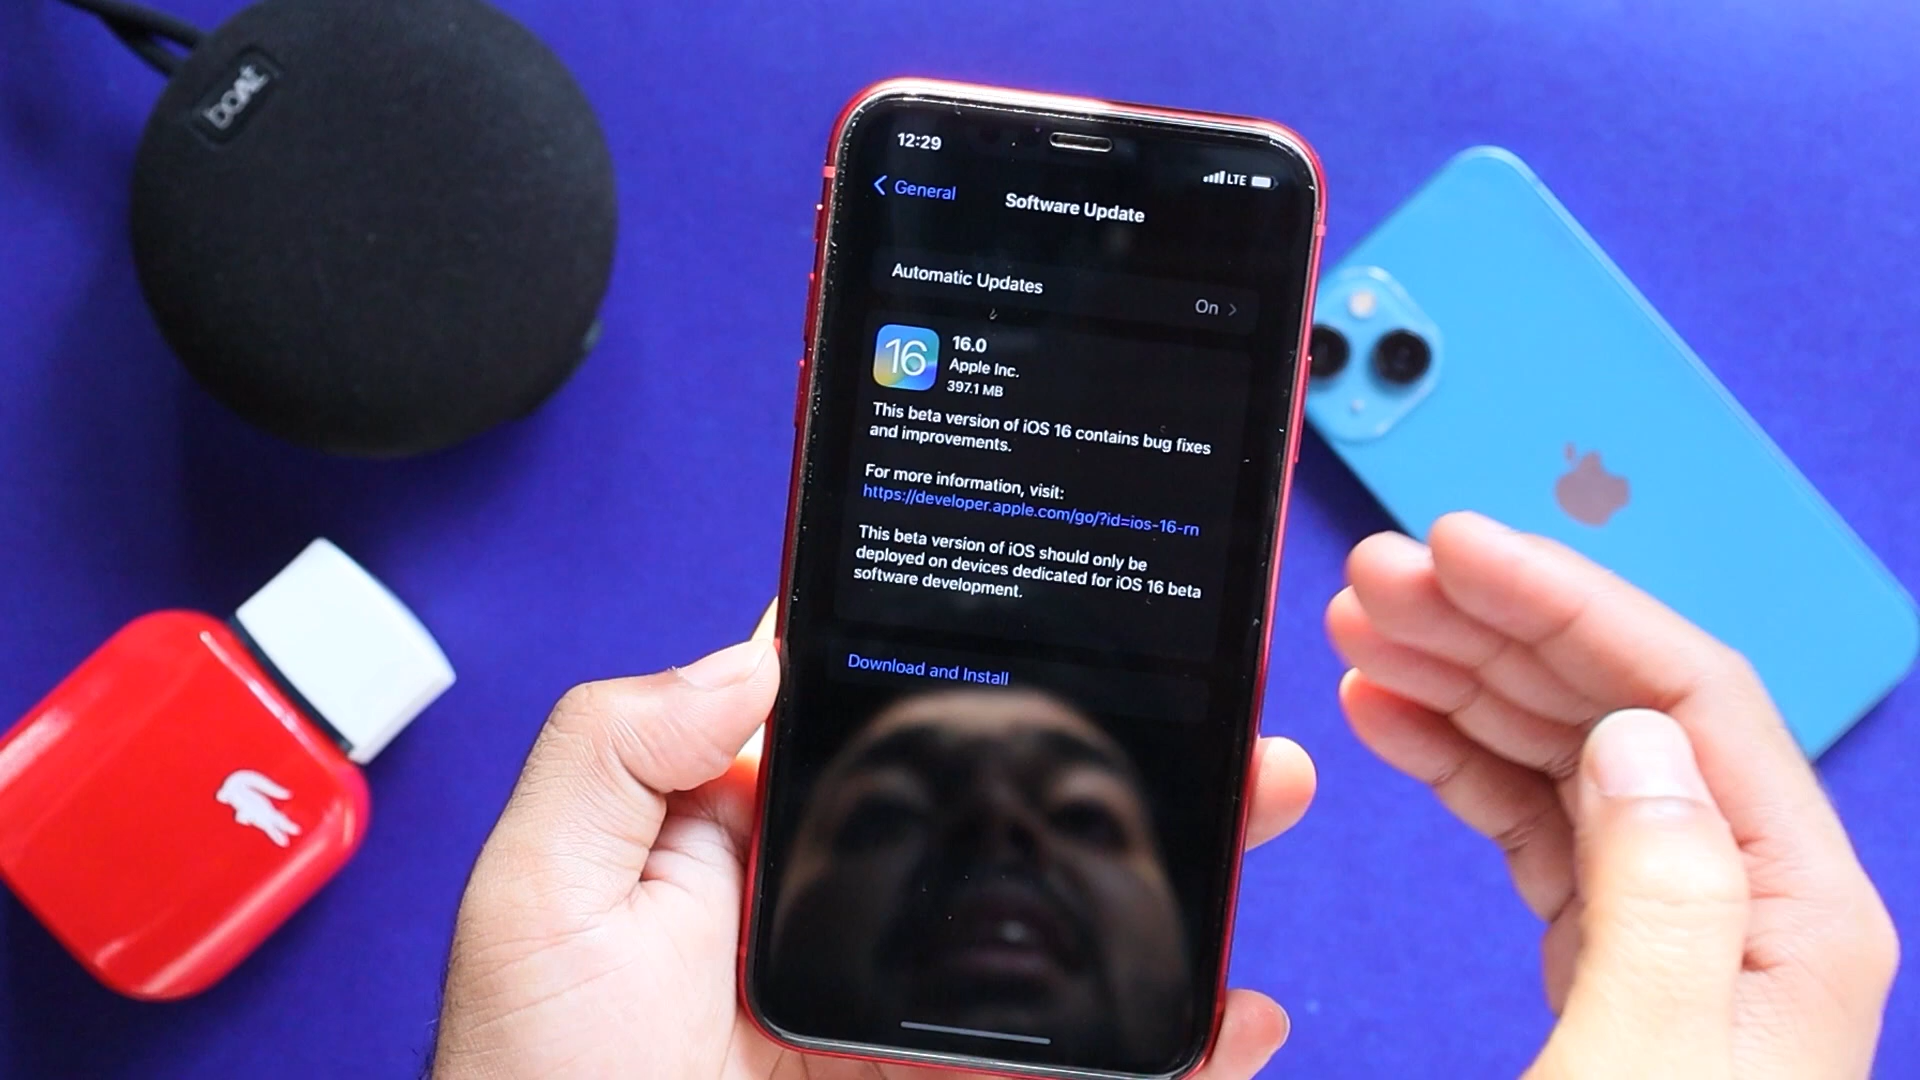 boAt
12:29
LTE
General
Software Update
Automatic Updates
On
16
16.0
Apple Inc.
397.1 MB
This beta version of iOS 16 contains bug fixes
and improvements.
For more information, visit:
https://developer.apple.com/go/?id=ios-16-rn
This beta version of iOS should only be
deployed on devices dedicated for iOS 16 beta
software development.
Download and Install